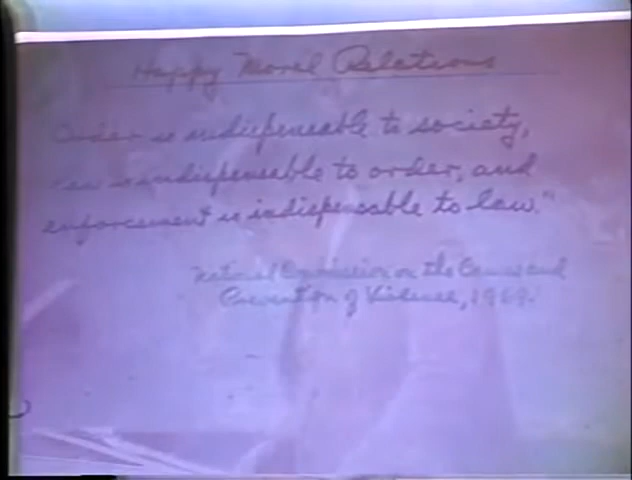 Happy Moral Relations
Order is indispensable to society,
law is indispensable to order, and
enforcement is indispensable to law."
National Commission on the Causes and
Prevention of Violence, 1969.